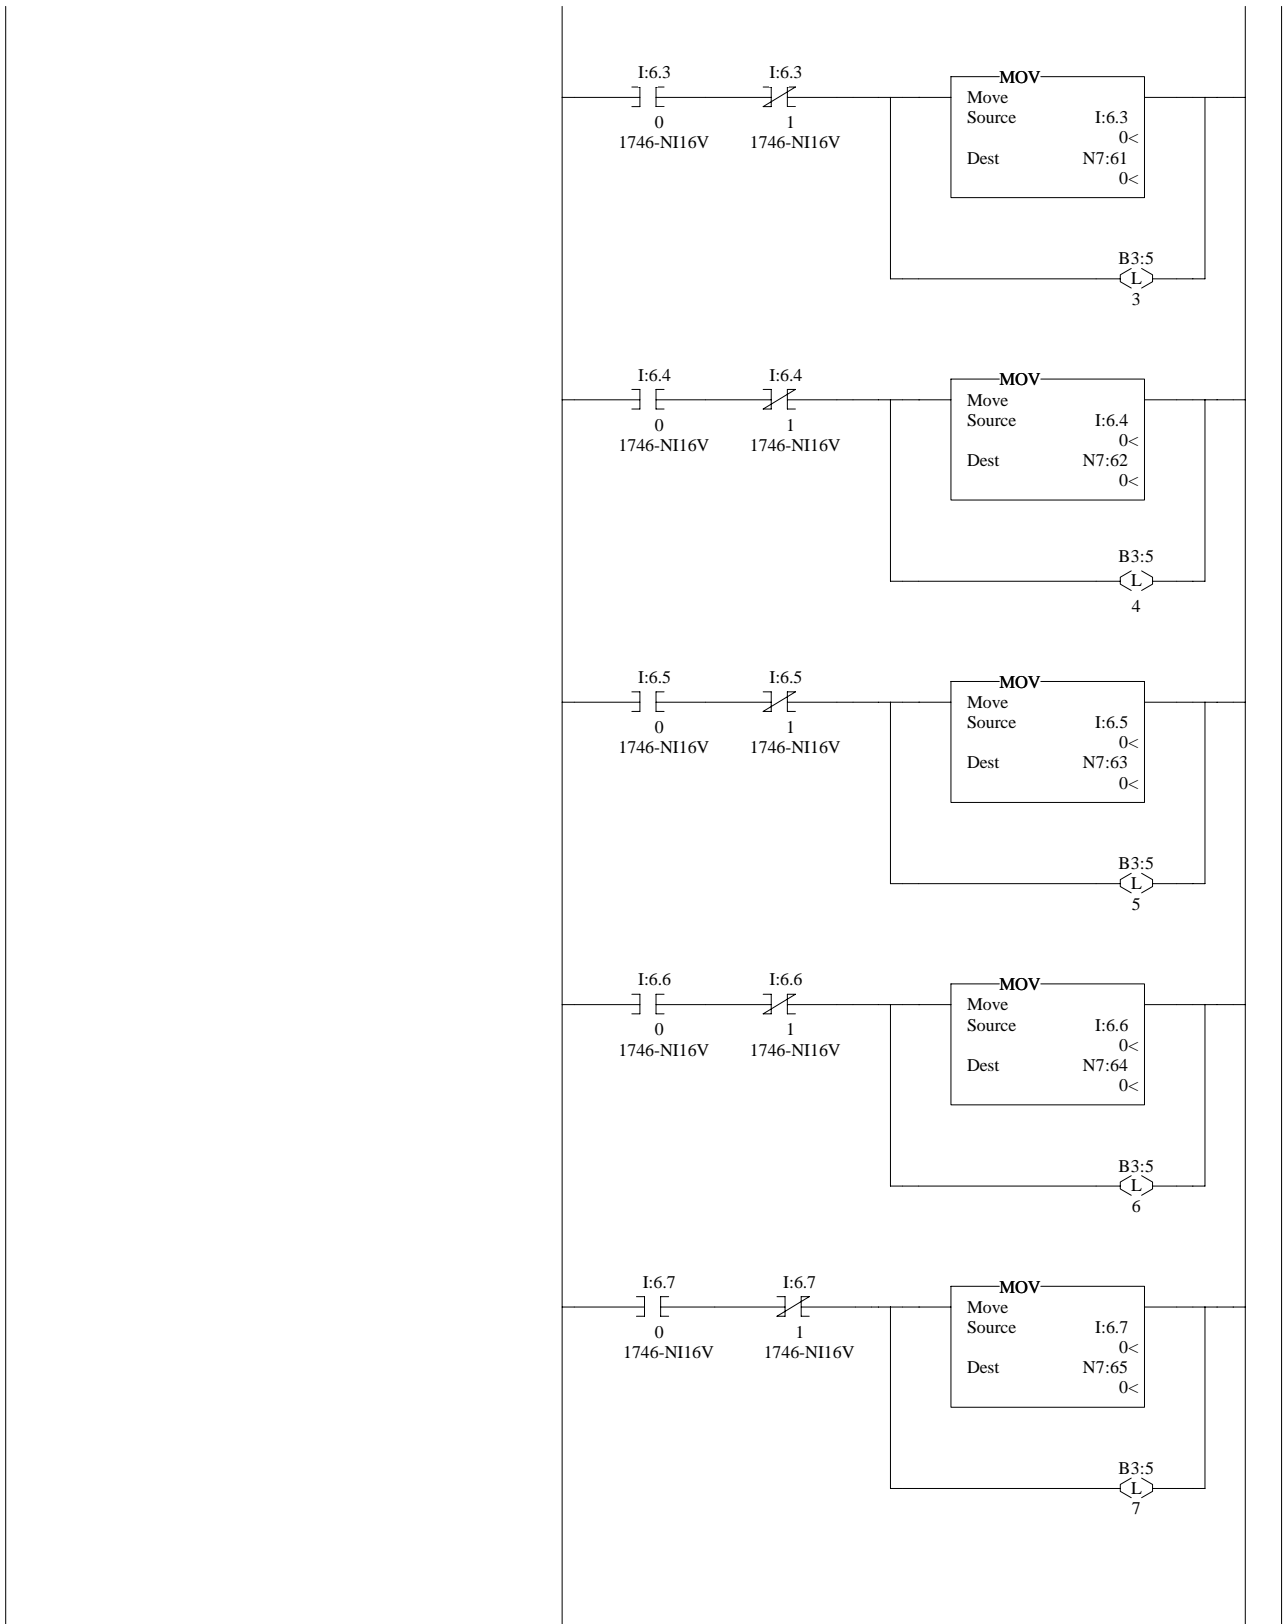 I:6.3 I:6.3 MOV
Move
0 1 Source I:6.3
1746-NI16V 1746-NI16V 0<
Dest N7:61
0<
B3:5
L
3
I:6.4 I:6.4 MOV
Move
0 1 Source I:6.4
1746-NI16V 1746-NI16V 0<
Dest N7:62
0<
B3:5
L
4
I:6.5 I:6.5 MOV
Move
0 1 Source I:6.5
1746-NI16V 1746-NI16V 0<
Dest N7:63
0<
B3:5
L
5
I:6.6 I:6.6 MOV
Move
0 1 Source I:6.6
1746-NI16V 1746-NI16V 0<
Dest N7:64
0<
B3:5
L
6
I:6.7 I:6.7 MOV
Move
0 1 Source I:6.7
1746-NI16V 1746-NI16V 0<
Dest N7:65
0<
B3:5
L
7